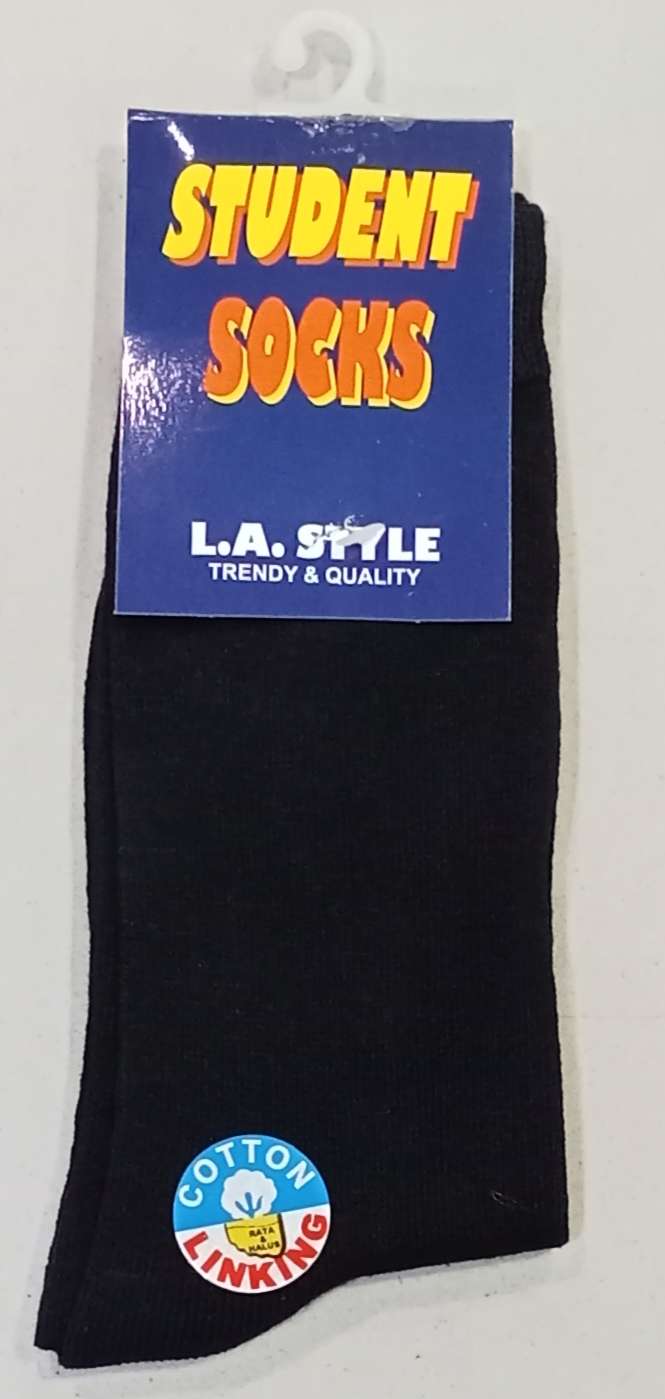 STUDENT
SOCKS
L.A. STYLE
TRENDY & QUALITY
COTTON
RATA
&
HALUS
LINKING